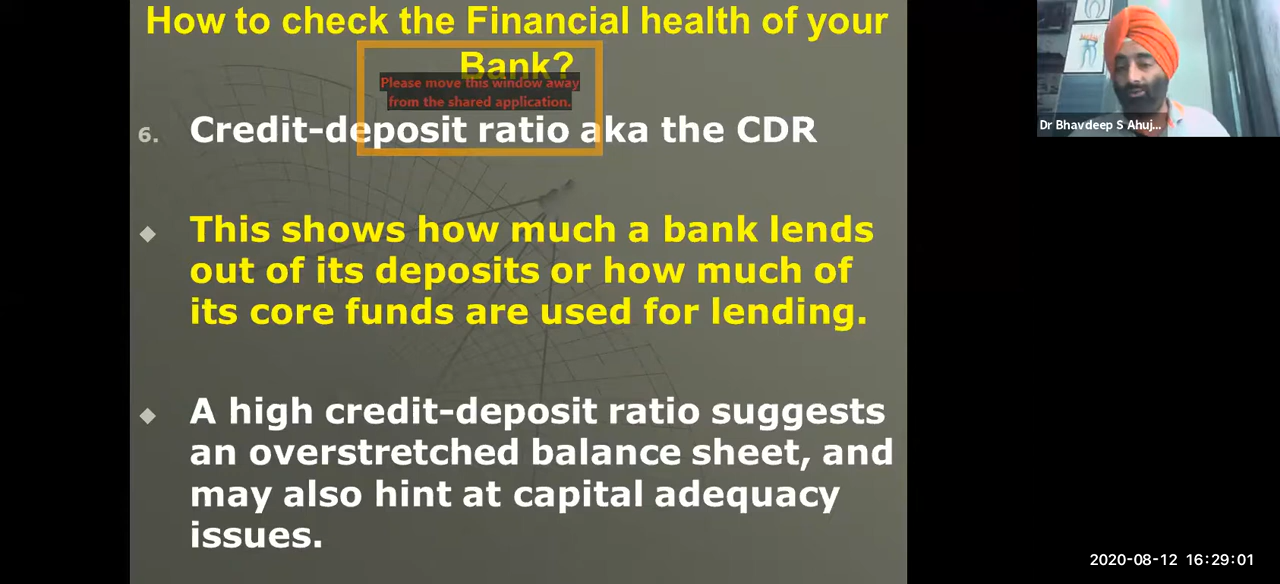 How to check the Financial health of your
Bank?
Please move this window away
from the shared application.
6. Credit-deposit ratio aka the CDR
This shows how much a bank lends
out of its deposits or how much of
its core funds are used for lending.
A high credit-deposit ratio suggests
an overstretched balance sheet, and
may also hint at capital adequacy
issues.
Dr Bhavdeep S Ahuj...
2020-08-12 16:29:01